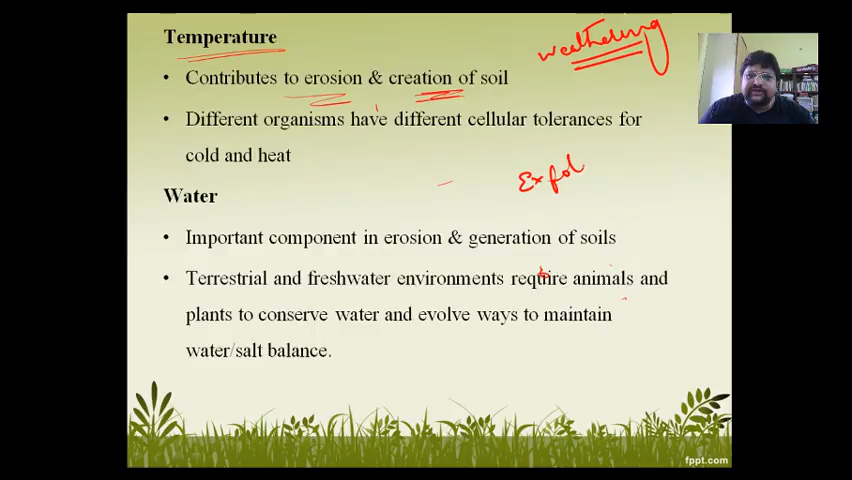 Temperature
weathering
• Contributes to erosion & creation of soil
• Different organisms have different cellular tolerances for
cold and heat
Exfol
Water
• Important component in erosion & generation of soils
• Terrestrial and freshwater environments require animals and
plants to conserve water and evolve ways to maintain
water/salt balance.
fppt.com